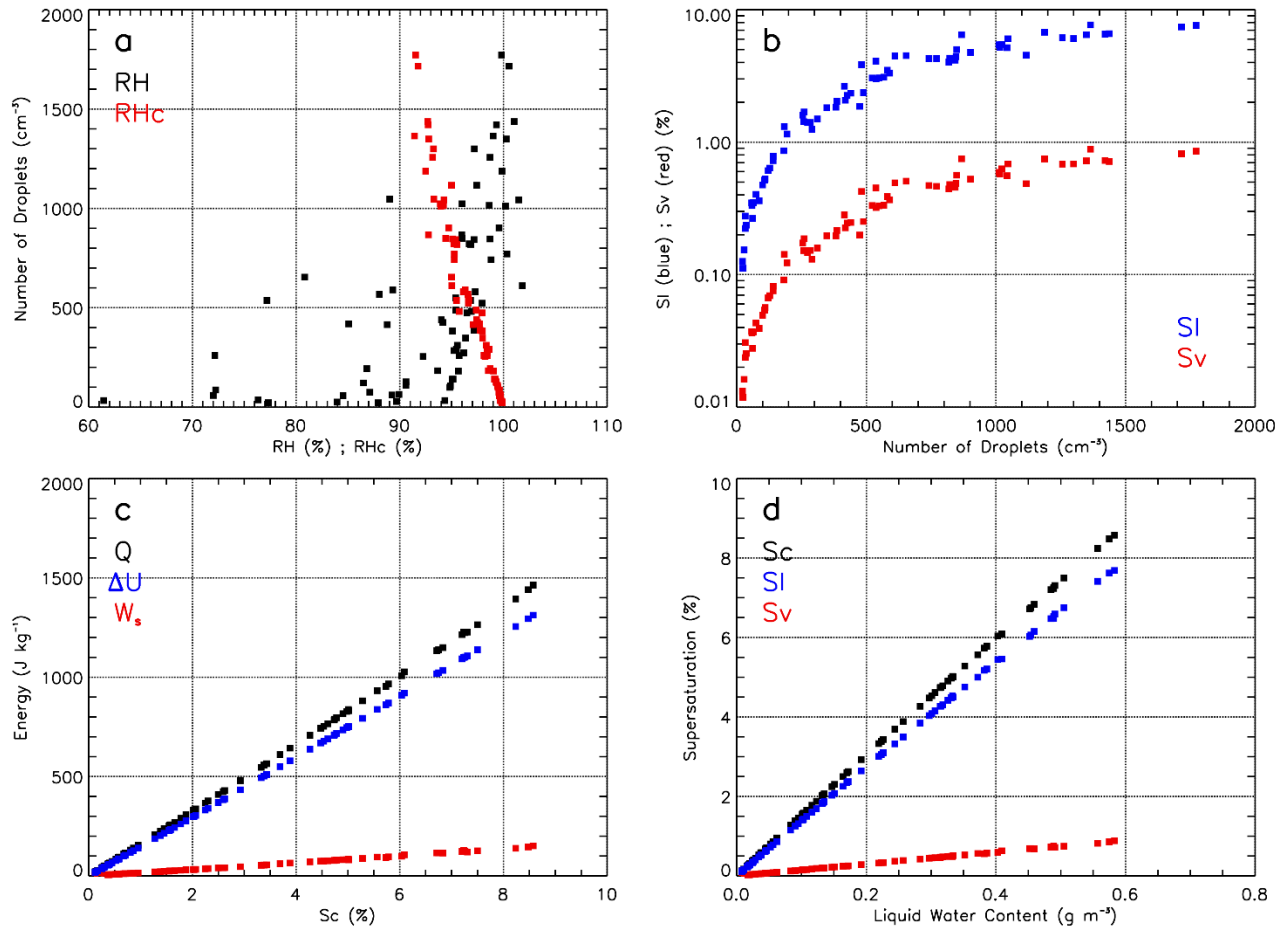 a
RH
RHc
2000
1500
1000
500
0
Number of Droplets (cm⁻³)
60
70
80
90
100
110
RH (%) ; RHc (%)
b
10.00
1.00
0.10
0.01
Sl (blue) ; Sv (red) (%)
Sl
Sv
0
500
1000
1500
2000
Number of Droplets (cm⁻³)
c
Q
ΔU
Wₛ
2000
1500
1000
500
0
Energy (J kg⁻¹)
0
2
4
6
8
10
Sc (%)
d
Sc
Sl
Sv
10
8
6
4
2
0
Supersaturation (%)
0.0
0.2
0.4
0.6
0.8
Liquid Water Content (g m⁻³)